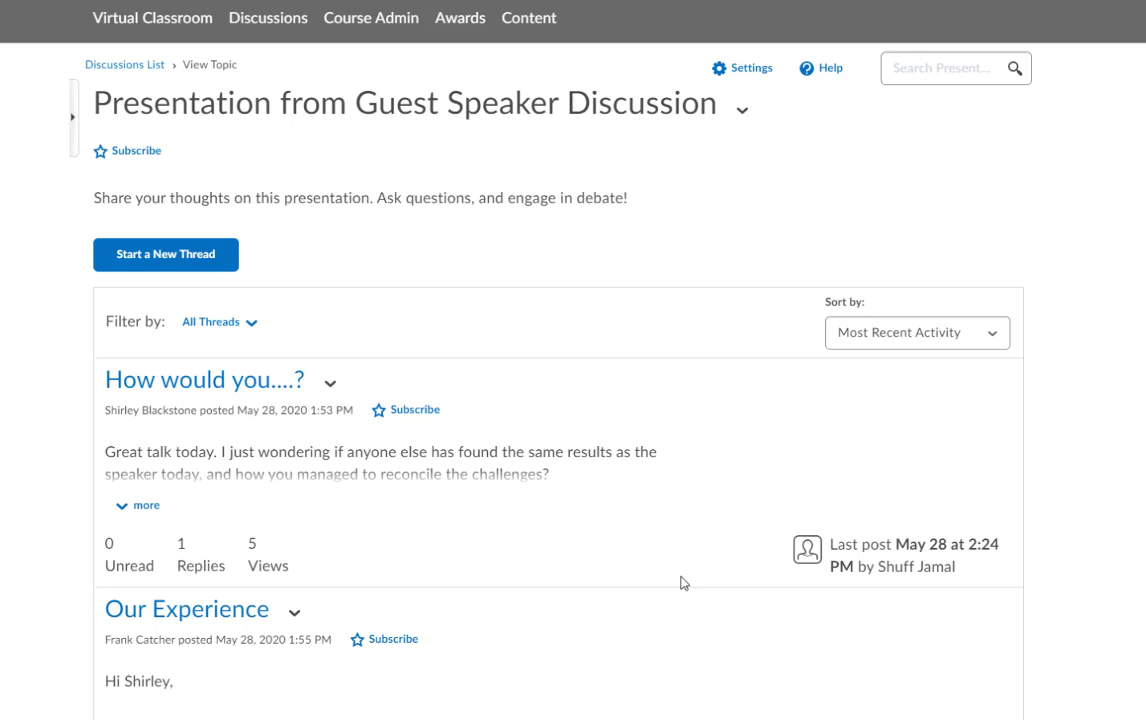 Virtual Classroom Discussions Course Admin Awards Content
Discussions List › View Topic
Settings Help Search Present...
Presentation from Guest Speaker Discussion
Subscribe
Share your thoughts on this presentation. Ask questions, and engage in debate!
Start a New Thread
Sort by:
Filter by: All Threads
Most Recent Activity
How would you....?
Shirley Blackstone posted May 28, 2020 1:53 PM Subscribe
Great talk today. I just wondering if anyone else has found the same results as the
speaker today, and how you managed to reconcile the challenges?
more
0 1 5
Unread Replies Views
Last post May 28 at 2:24
PM by Shuff Jamal
Our Experience
Frank Catcher posted May 28, 2020 1:55 PM Subscribe
Hi Shirley,